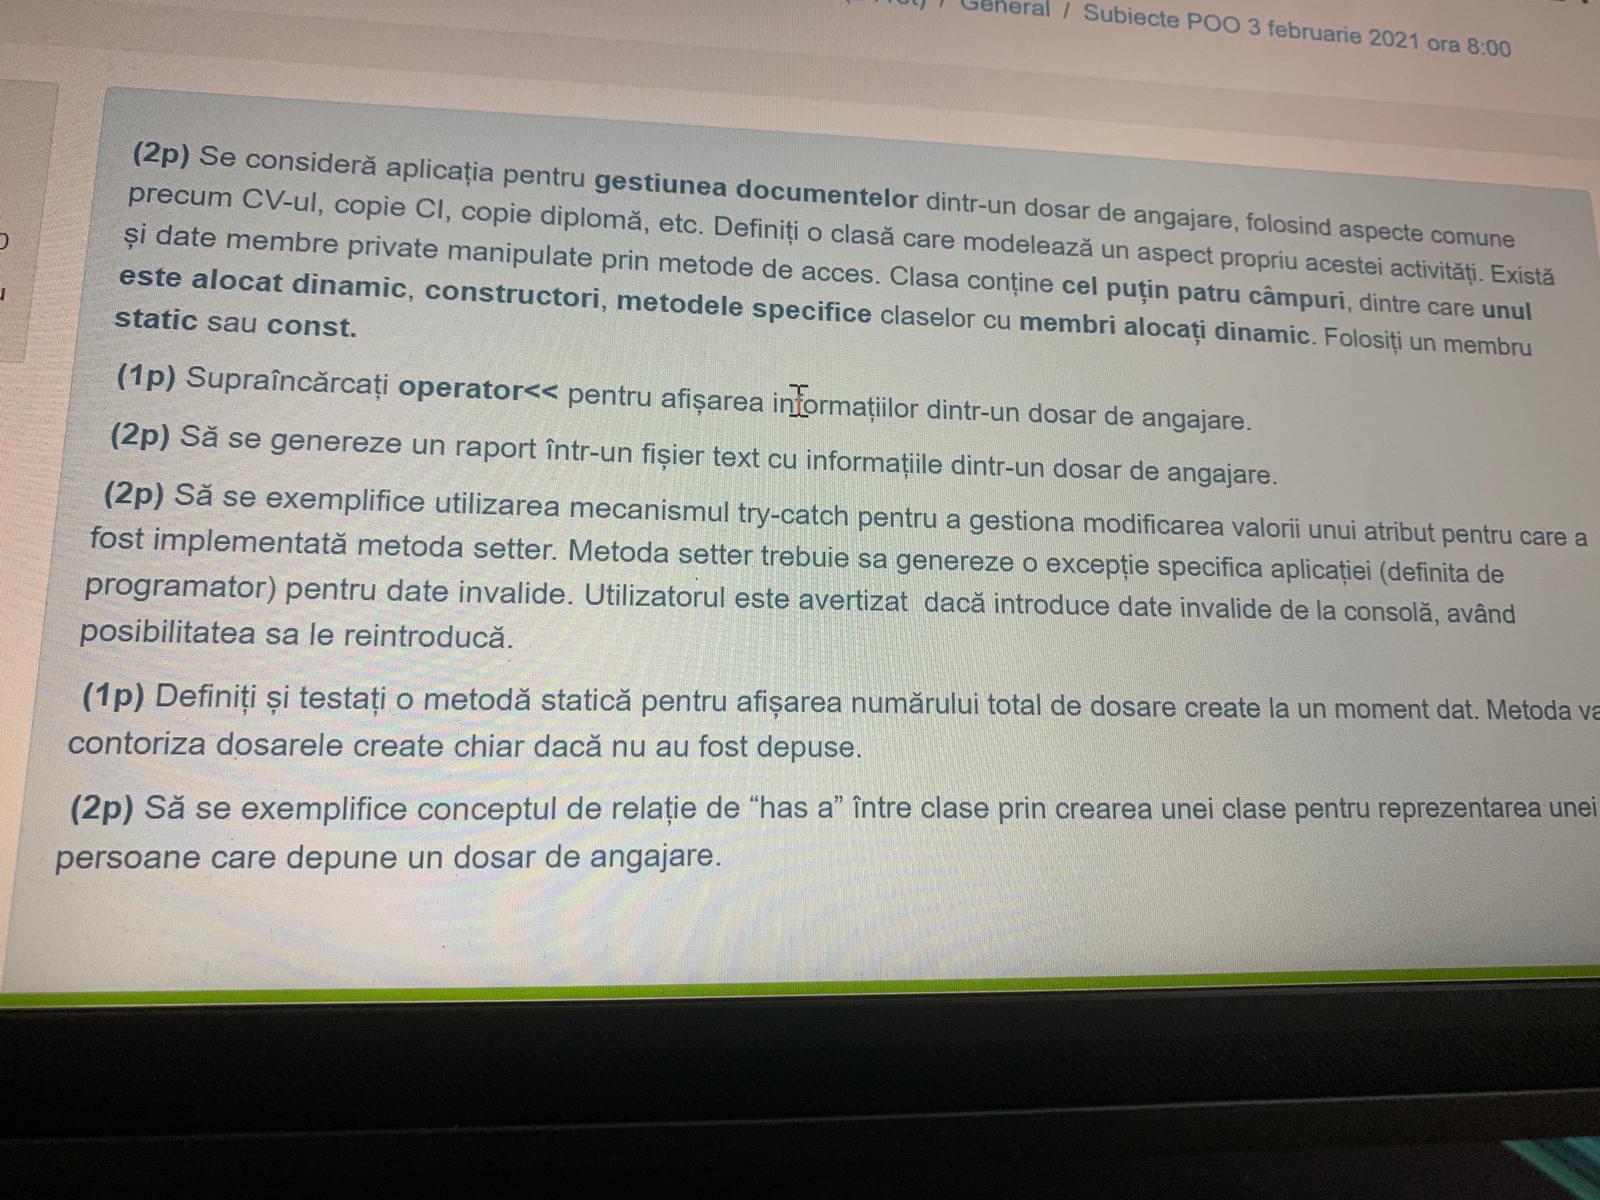 General / Subiecte POO 3 februarie 2021 ora 8:00
(2p) Se consideră aplicația pentru gestiunea documentelor dintr-un dosar de angajare, folosind aspecte comune
precum CV-ul, copie CI, copie diplomă, etc. Definiți o clasă care modelează un aspect propriu acestei activități. Există
și date membre private manipulate prin metode de acces. Clasa conține cel puțin patru câmpuri, dintre care unul
este alocat dinamic, constructori, metodele specifice claselor cu membri alocați dinamic. Folosiți un membru
static sau const.
(1p) Supraîncărcați operator<< pentru afișarea informațiilor dintr-un dosar de angajare.
(2p) Să se genereze un raport într-un fișier text cu informațiile dintr-un dosar de angajare.
(2p) Să se exemplifice utilizarea mecanismul try-catch pentru a gestiona modificarea valorii unui atribut pentru care a
fost implementată metoda setter. Metoda setter trebuie sa genereze o excepție specifica aplicației (definita de
programator) pentru date invalide. Utilizatorul este avertizat dacă introduce date invalide de la consolă, având
posibilitatea sa le reintroducă.
(1p) Definiți și testați o metodă statică pentru afișarea numărului total de dosare create la un moment dat. Metoda va
contoriza dosarele create chiar dacă nu au fost depuse.
(2p) Să se exemplifice conceptul de relație de “has a” între clase prin crearea unei clase pentru reprezentarea unei
persoane care depune un dosar de angajare.